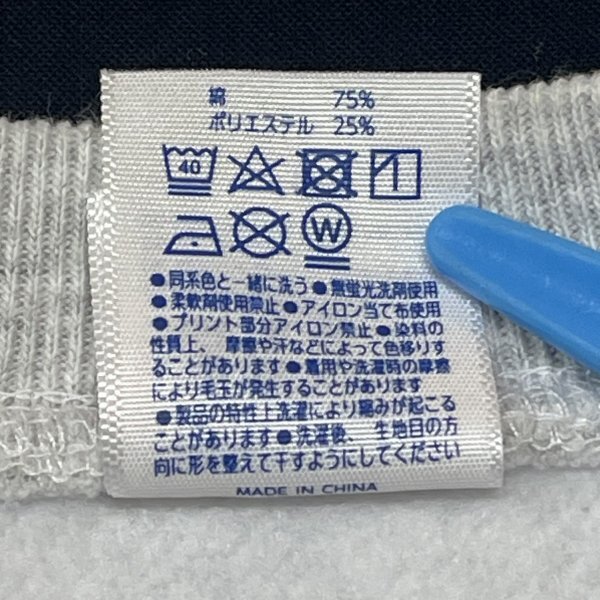 綿 75%
ポリエステル 25%
40
W
●同系色と一緒に洗う●無蛍光洗剤使用
●柔軟剤使用禁止●アイロン当て布使用
●プリント部分アイロン禁止●染料の
性質上、摩擦や汗などによって色移りす
ることがあります●着用や洗濯時の摩擦
により毛玉が発生することがあります
●製品の特性上洗濯により縮みが起こる
ことがあります●洗濯後、生地目の方
向に形を整えて干すようにしてください
MADE IN CHINA